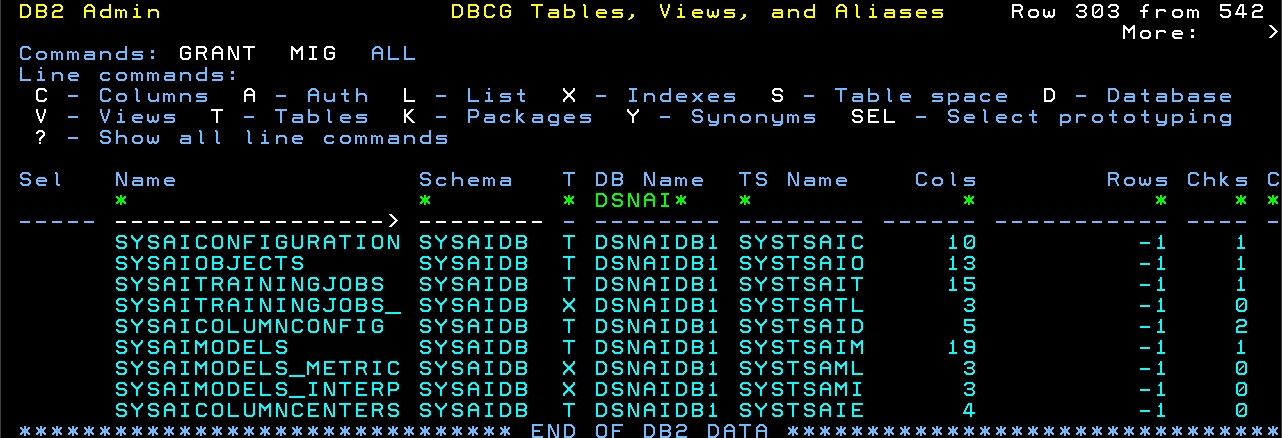 DB2 Admin DBCG Tables, Views, and Aliases Row 303 from 542
More: >
Commands: GRANT MIG ALL
Line commands:
C - Columns A - Auth L - List X - Indexes S - Table space D - Database
V - Views T - Tables K - Packages Y - Synonyms SEL - Select prototyping
? - Show all line commands
Sel Name Schema T DB Name TS Name Cols Rows Chks C
* * * DSNAI* * * * * *
----- -----------------> -------- - -------- -------- ------ ----------- ---- -
SYSAICONFIGURATION SYSAIDB T DSNAIDB1 SYSTSAIC 10 -1 1
SYSAIOBJECTS SYSAIDB T DSNAIDB1 SYSTSAIO 13 -1 1
SYSAITRAININGJOBS SYSAIDB T DSNAIDB1 SYSTSAIT 15 -1 1
SYSAITRAININGJOBS_ SYSAIDB X DSNAIDB1 SYSTSATL 3 -1 0
SYSAICOLUMNCONFIG SYSAIDB T DSNAIDB1 SYSTSAID 5 -1 2
SYSAIMODELS SYSAIDB T DSNAIDB1 SYSTSAIM 19 -1 1
SYSAIMODELS_METRIC SYSAIDB X DSNAIDB1 SYSTSAML 3 -1 0
SYSAIMODELS_INTERP SYSAIDB X DSNAIDB1 SYSTSAMI 3 -1 0
SYSAICOLUMNCENTERS SYSAIDB T DSNAIDB1 SYSTSAIE 4 -1 0
******************************* END OF DB2 DATA *******************************